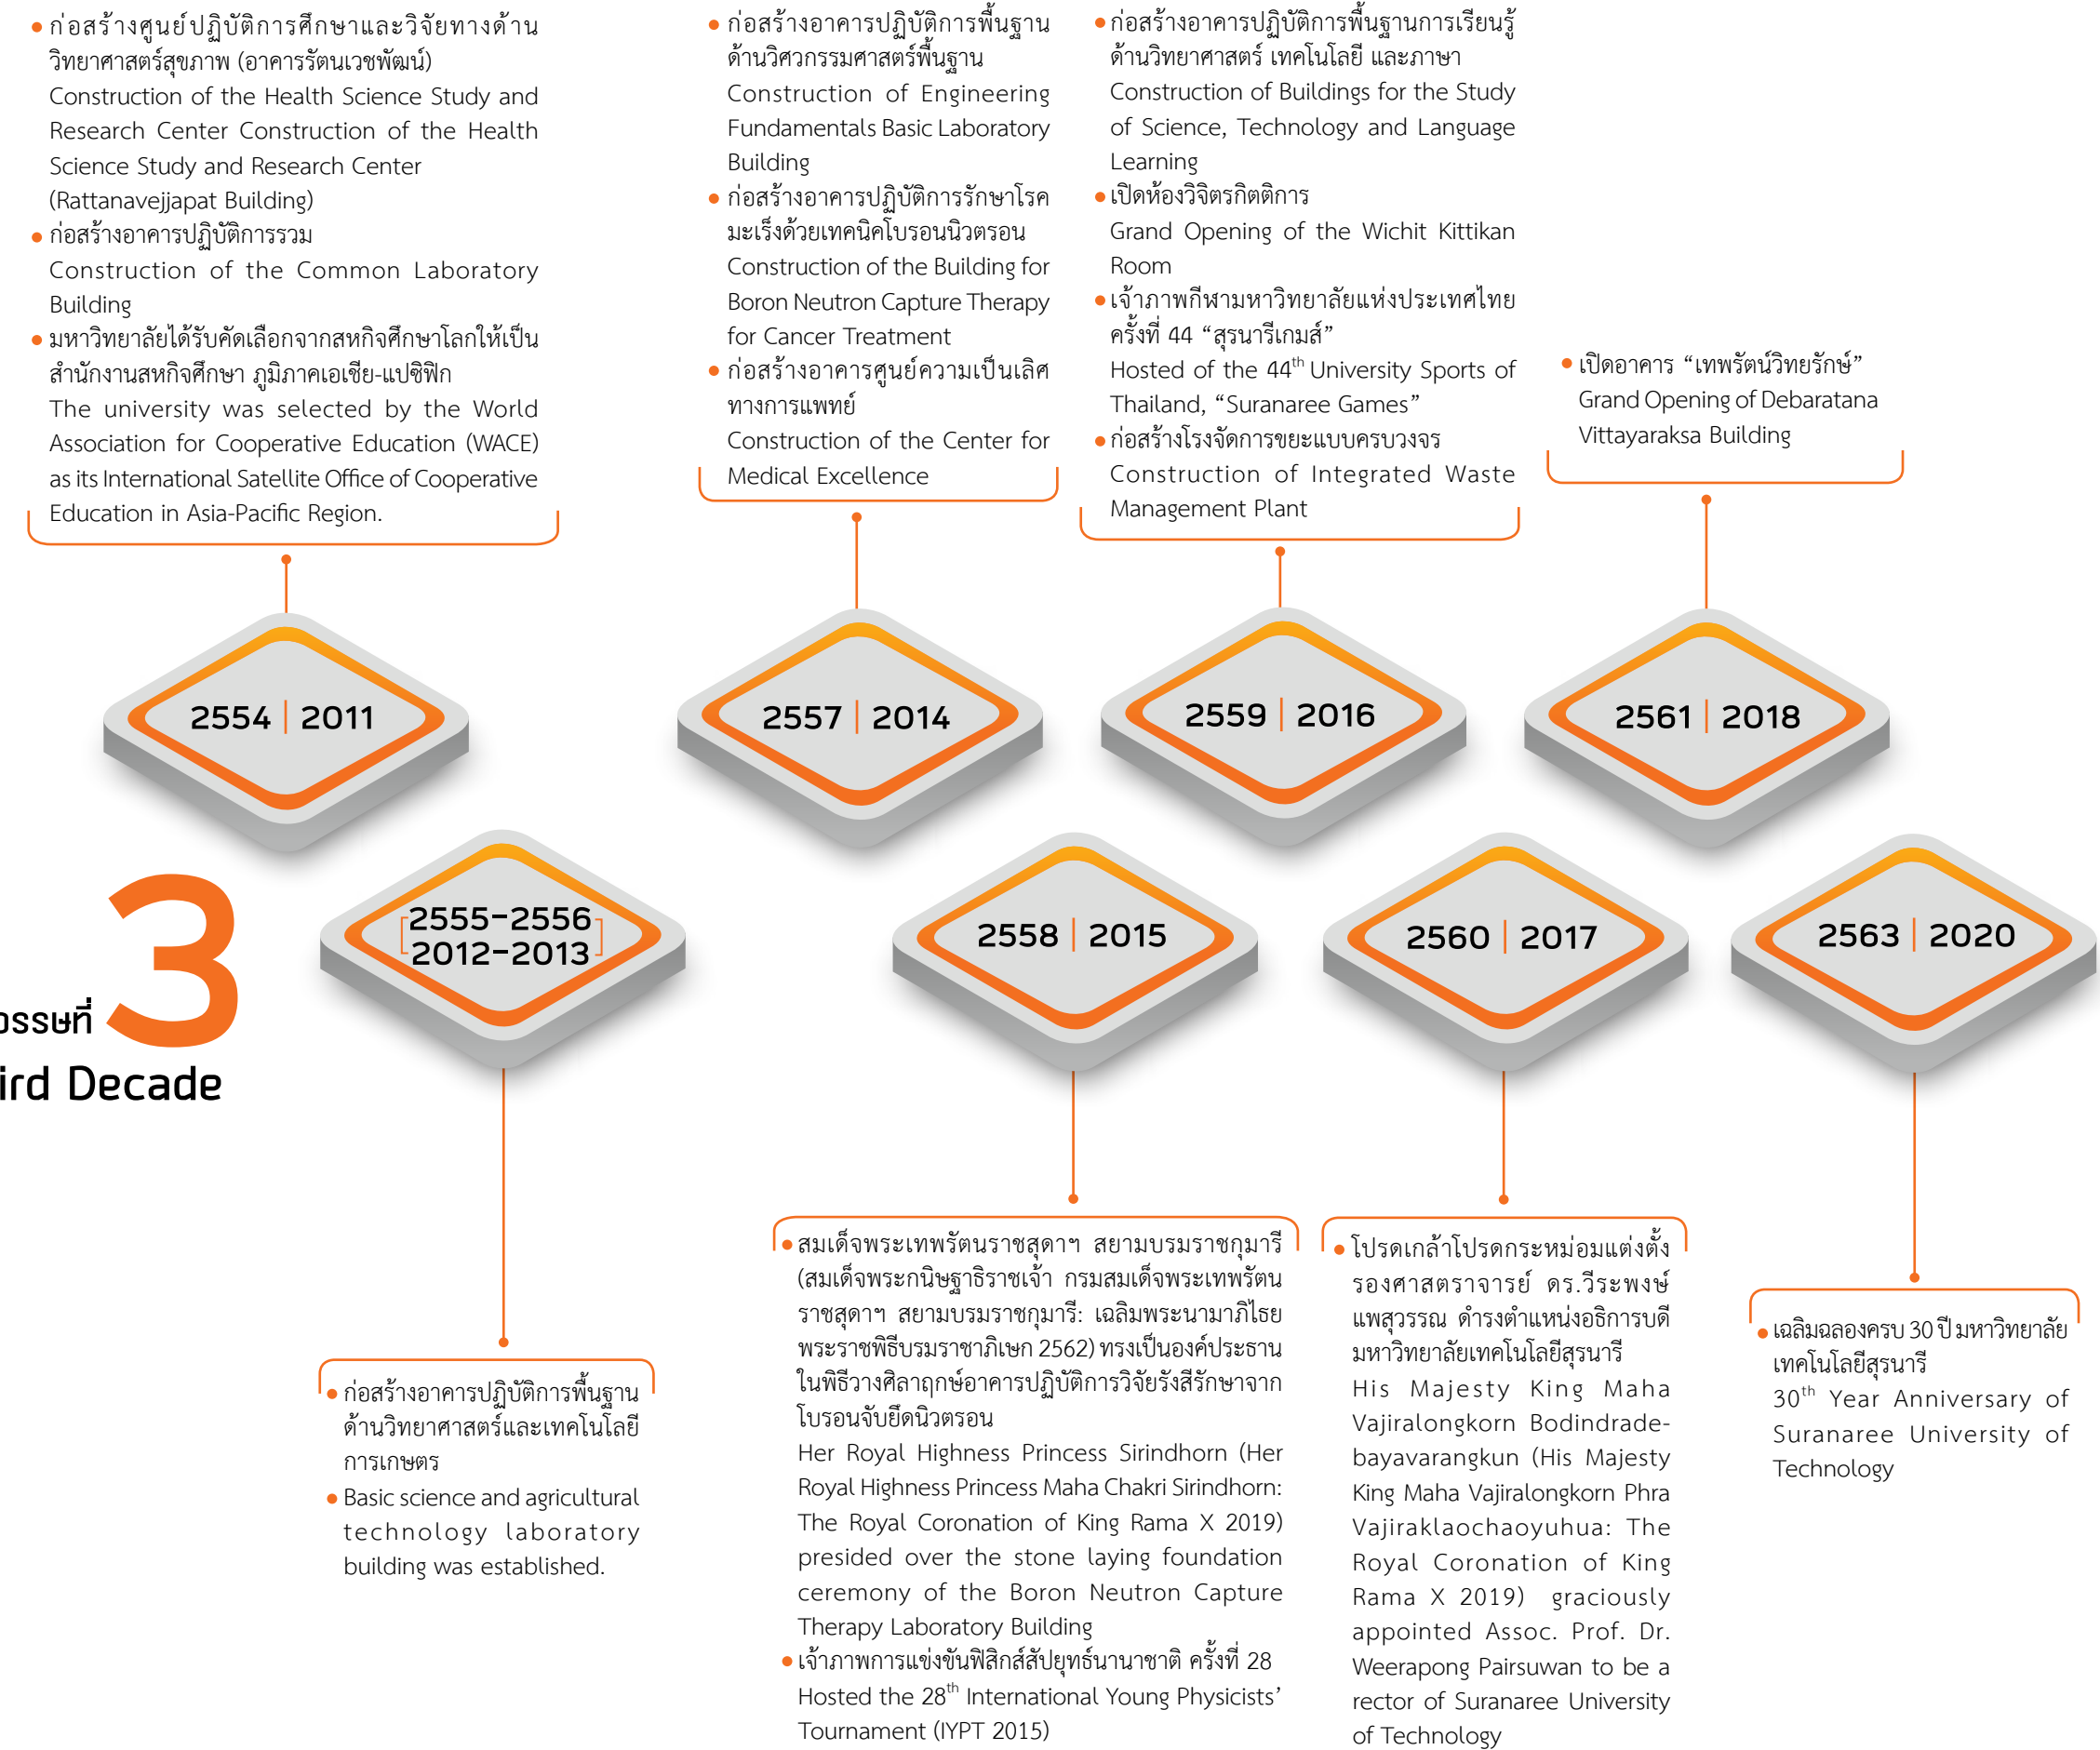 ● ก่อสร้างศูนย์ปฏิบัติการศึกษาและวิจัยทางด้าน
วิทยาศาสตร์สุขภาพ (อาคารรัตนเวชพัฒน์)
Construction of the Health Science Study and
Research Center Construction of the Health
Science Study and Research Center
(Rattanavejjapat Building)
● ก่อสร้างอาคารปฏิบัติการรวม
Construction of the Common Laboratory
Building
● มหาวิทยาลัยได้รับคัดเลือกจากสหกิจศึกษาโลกให้เป็น
สำนักงานสหกิจศึกษา ภูมิภาคเอเชีย-แปซิฟิก
The university was selected by the World
Association for Cooperative Education (WACE)
as its International Satellite Office of Cooperative
Education in Asia-Pacific Region.
● ก่อสร้างอาคารปฏิบัติการพื้นฐาน
ด้านวิศวกรรมศาสตร์พื้นฐาน
Construction of Engineering
Fundamentals Basic Laboratory
Building
● ก่อสร้างอาคารปฏิบัติการรักษาโรค
มะเร็งด้วยเทคนิคโบรอนนิวตรอน
Construction of the Building for
Boron Neutron Capture Therapy
for Cancer Treatment
● ก่อสร้างอาคารศูนย์ความเป็นเลิศ
ทางการแพทย์
Construction of the Center for
Medical Excellence
● ก่อสร้างอาคารปฏิบัติการพื้นฐานการเรียนรู้
ด้านวิทยาศาสตร์ เทคโนโลยี และภาษา
Construction of Buildings for the Study
of Science, Technology and Language
Learning
● เปิดห้องวิจิตรกิตติการ
Grand Opening of the Wichit Kittikan
Room
● เจ้าภาพกีฬามหาวิทยาลัยแห่งประเทศไทย
ครั้งที่ 44 “สุรนารีเกมส์”
Hosted of the 44th University Sports of
Thailand, “Suranaree Games”
● ก่อสร้างโรงจัดการขยะแบบครบวงจร
Construction of Integrated Waste
Management Plant
● เปิดอาคาร “เทพรัตน์วิทยรักษ์”
Grand Opening of Debaratana
Vittayaraksa Building
2554 | 2011
2557 | 2014
2559 | 2016
2561 | 2018
2555-2556
2012-2013
2558 | 2015
2560 | 2017
2563 | 2020
วรรษที่ 3
ird Decade
● ก่อสร้างอาคารปฏิบัติการพื้นฐาน
ด้านวิทยาศาสตร์และเทคโนโลยี
การเกษตร
● Basic science and agricultural
technology laboratory
building was established.
● สมเด็จพระเทพรัตนราชสุดาฯ สยามบรมราชกุมารี
(สมเด็จพระกนิษฐาธิราชเจ้า กรมสมเด็จพระเทพรัตน
ราชสุดาฯ สยามบรมราชกุมารี: เฉลิมพระนามาภิไธย
พระราชพิธีบรมราชาภิเษก 2562) ทรงเป็นองค์ประธาน
ในพิธีวางศิลาฤกษ์อาคารปฏิบัติการวิจัยรังสีรักษาจาก
โบรอนจับยึดนิวตรอน
Her Royal Highness Princess Sirindhorn (Her
Royal Highness Princess Maha Chakri Sirindhorn:
The Royal Coronation of King Rama X 2019)
presided over the stone laying foundation
ceremony of the Boron Neutron Capture
Therapy Laboratory Building
● เจ้าภาพการแข่งขันฟิสิกส์สัปยุทธ์นานาชาติ ครั้งที่ 28
Hosted the 28th International Young Physicists’
Tournament (IYPT 2015)
● โปรดเกล้าโปรดกระหม่อมแต่งตั้ง
รองศาสตราจารย์ ดร.วีระพงษ์
แพสุวรรณ ดำรงตำแหน่งอธิการบดี
มหาวิทยาลัยเทคโนโลยีสุรนารี
His Majesty King Maha
Vajiralongkorn Bodindrade-
bayavarangkun (His Majesty
King Maha Vajiralongkorn Phra
Vajiraklaochaoyuhua: The
Royal Coronation of King
Rama X 2019) graciously
appointed Assoc. Prof. Dr.
Weerapong Pairsuwan to be a
rector of Suranaree University
of Technology
● เฉลิมฉลองครบ 30 ปี มหาวิทยาลัย
เทคโนโลยีสุรนารี
30th Year Anniversary of
Suranaree University of
Technology